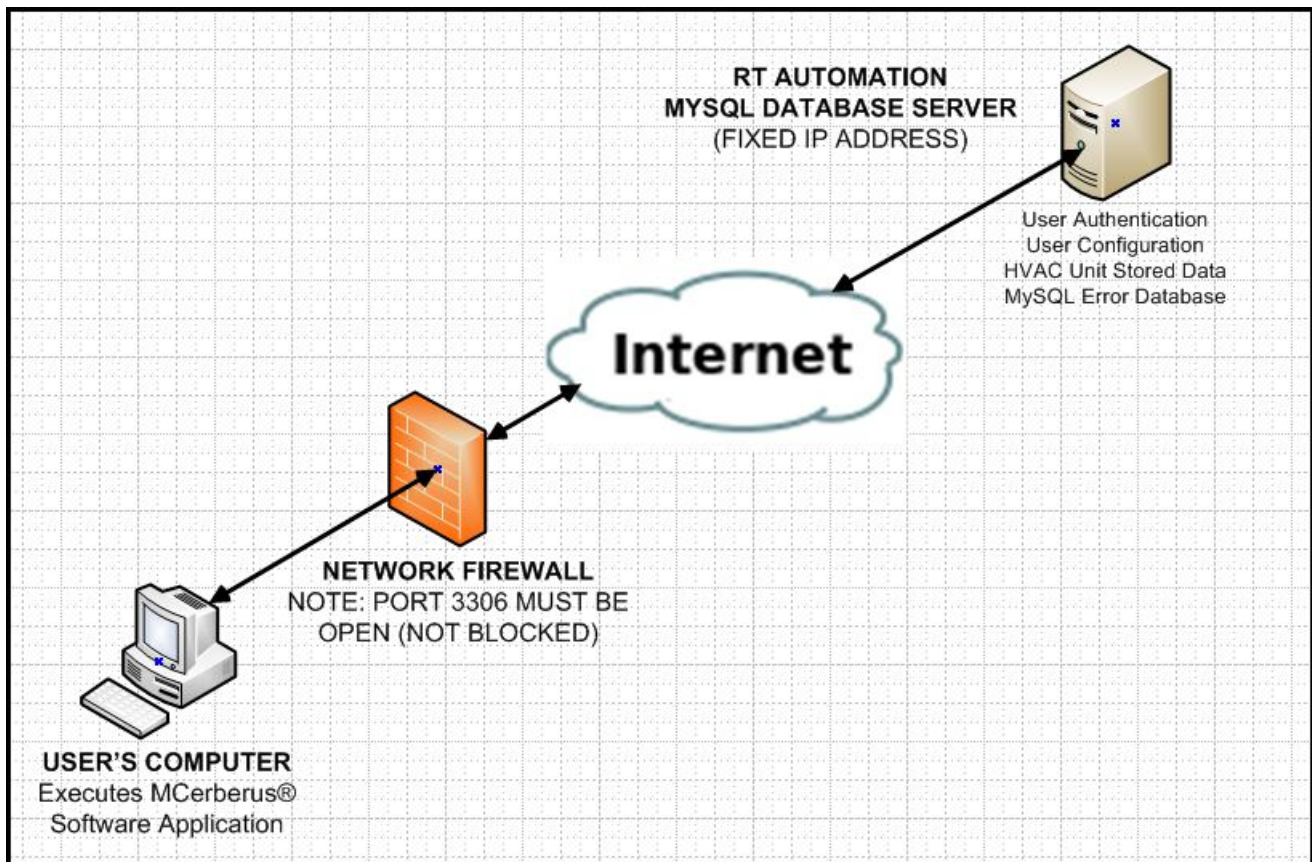 RT AUTOMATION
MYSQL DATABASE SERVER
(FIXED IP ADDRESS)
User Authentication
User Configuration
HVAC Unit Stored Data
MySQL Error Database
Internet
NETWORK FIREWALL
NOTE: PORT 3306 MUST BE
OPEN (NOT BLOCKED)
USER'S COMPUTER
Executes MCerberus®
Software Application